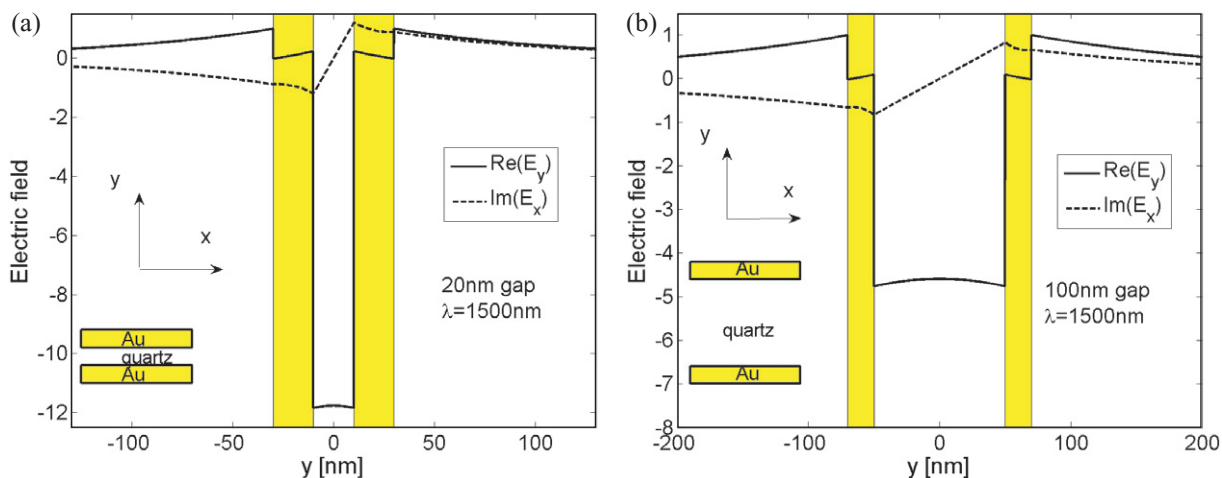 (a)
0
-2
-4
-6
-8
-10
-12
Electric field
y
x
Re(E_y)
Im(E_x)
20nm gap
λ=1500nm
Au
quartz
Au
-100
-50
0
50
100
y [nm]
(b)
1
0
-1
-2
-3
-4
-5
-6
-7
-8
Electric field
y
x
Re(E_y)
Im(E_x)
Au
quartz
Au
100nm gap
λ=1500nm
-200
-100
0
100
200
y [nm]